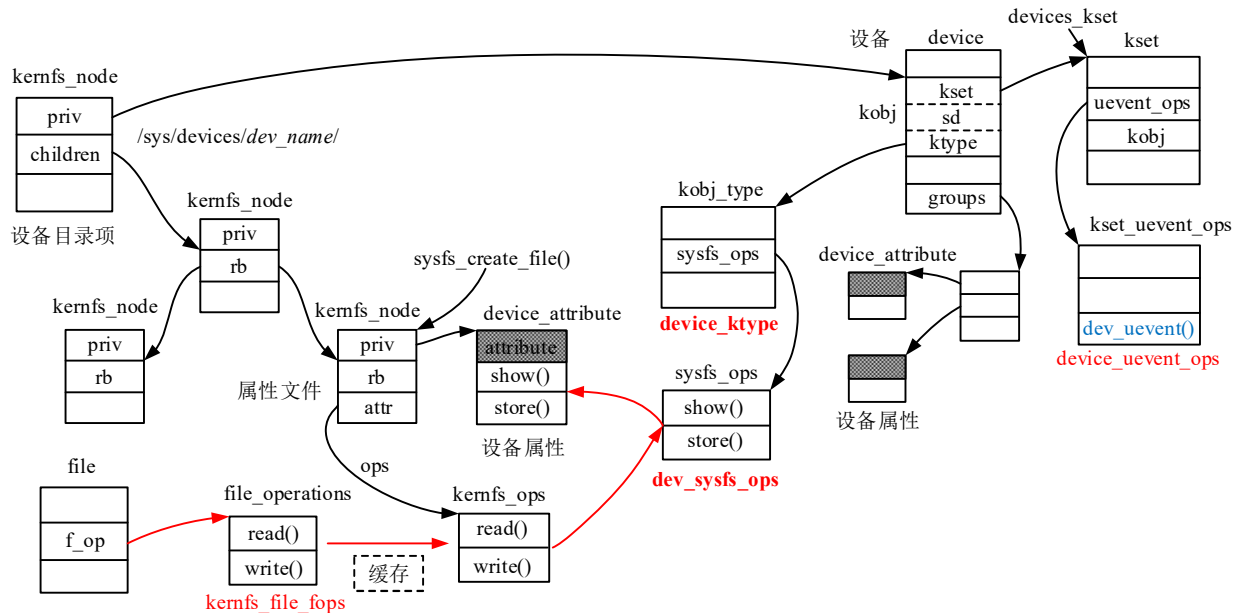 devices_kset
设备
device
kset
kernfs_node
priv
children
设备目录项
/sys/devices/dev_name/
kobj
kset
sd
ktype
groups
uevent_ops
kobj
kernfs_node
priv
rb
kobj_type
sysfs_ops
device_ktype
kset_uevent_ops
dev_uevent()
device_uevent_ops
device_attribute
设备属性
sysfs_create_file()
kernfs_node
priv
rb
kernfs_node
priv
rb
attr
属性文件
device_attribute
attribute
show()
store()
设备属性
sysfs_ops
show()
store()
dev_sysfs_ops
file
f_op
file_operations
read()
write()
kernfs_file_fops
缓存
ops
kernfs_ops
read()
write()